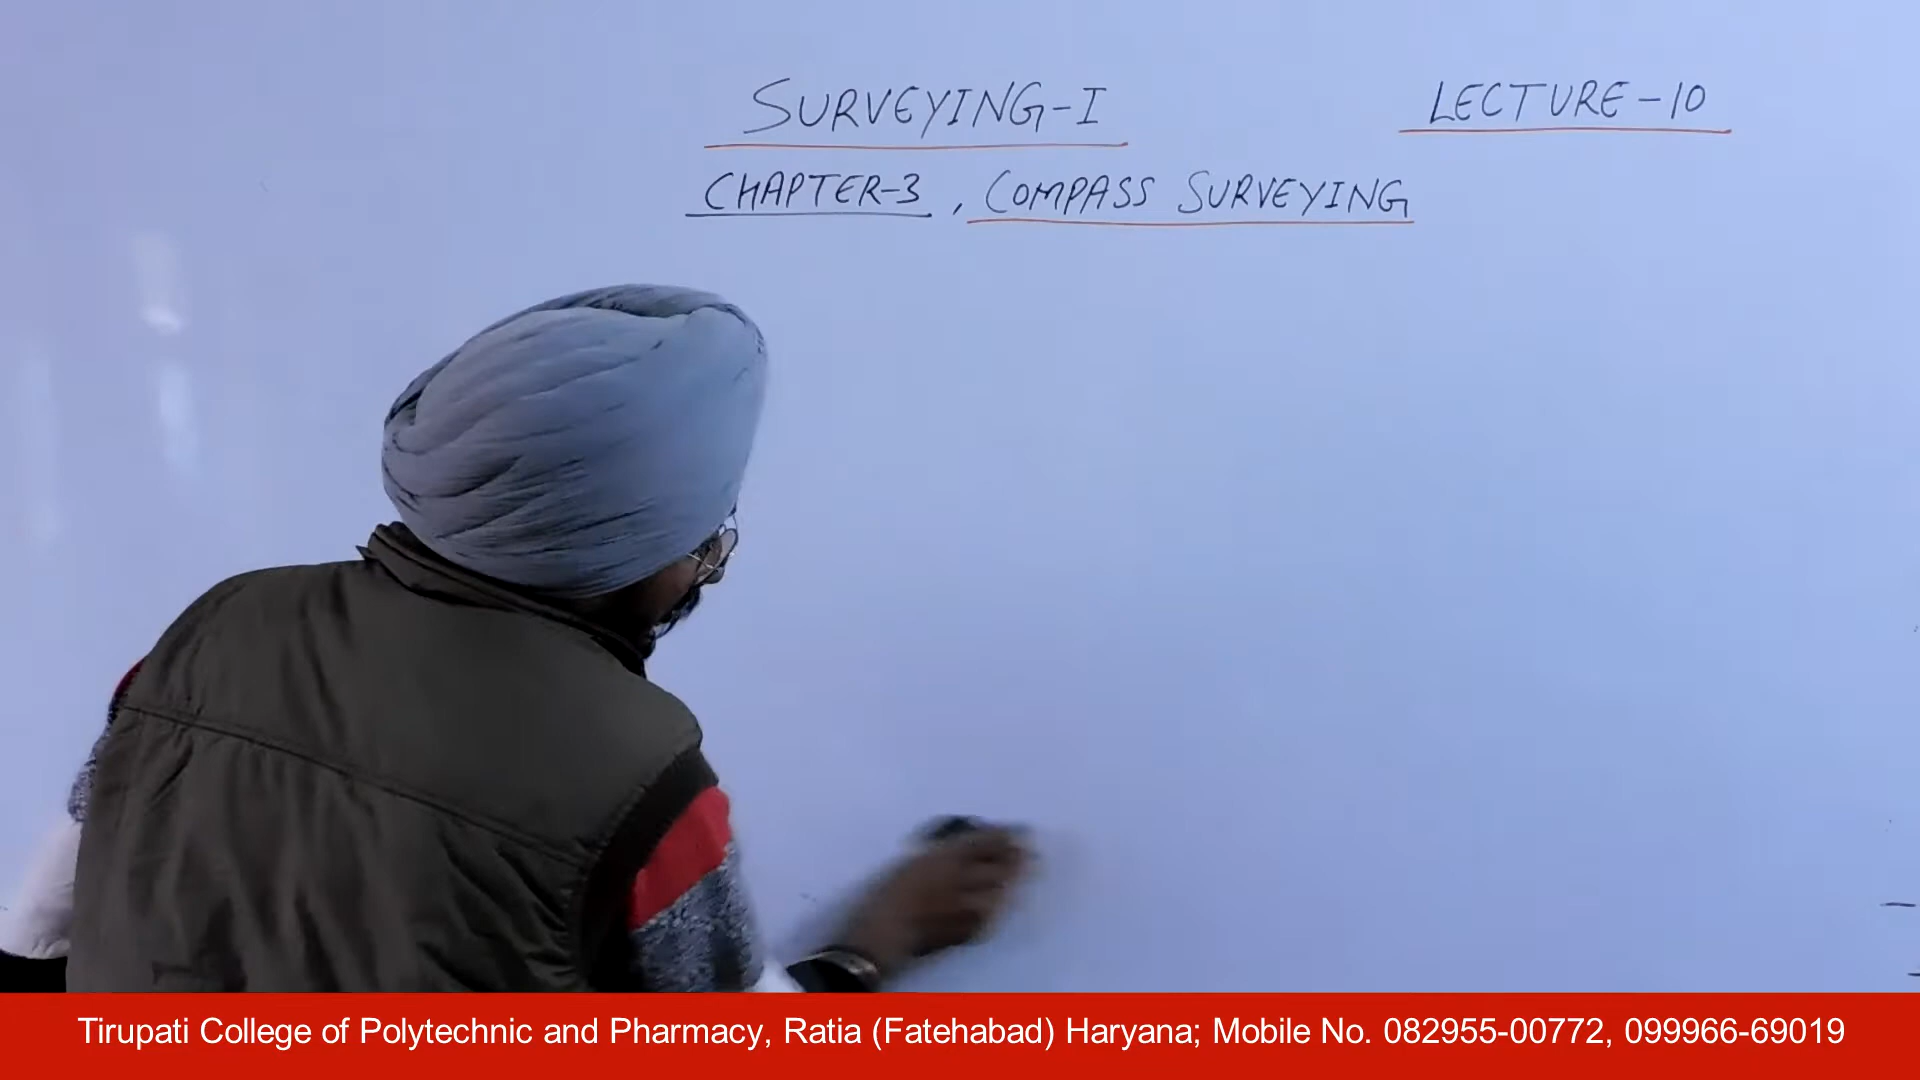 SURVEYING-I
LECTURE-10
CHAPTER-3, COMPASS SURVEYING
Tirupati College of Polytechnic and Pharmacy, Ratia (Fatehabad) Haryana; Mobile No. 082955-00772, 099966-69019